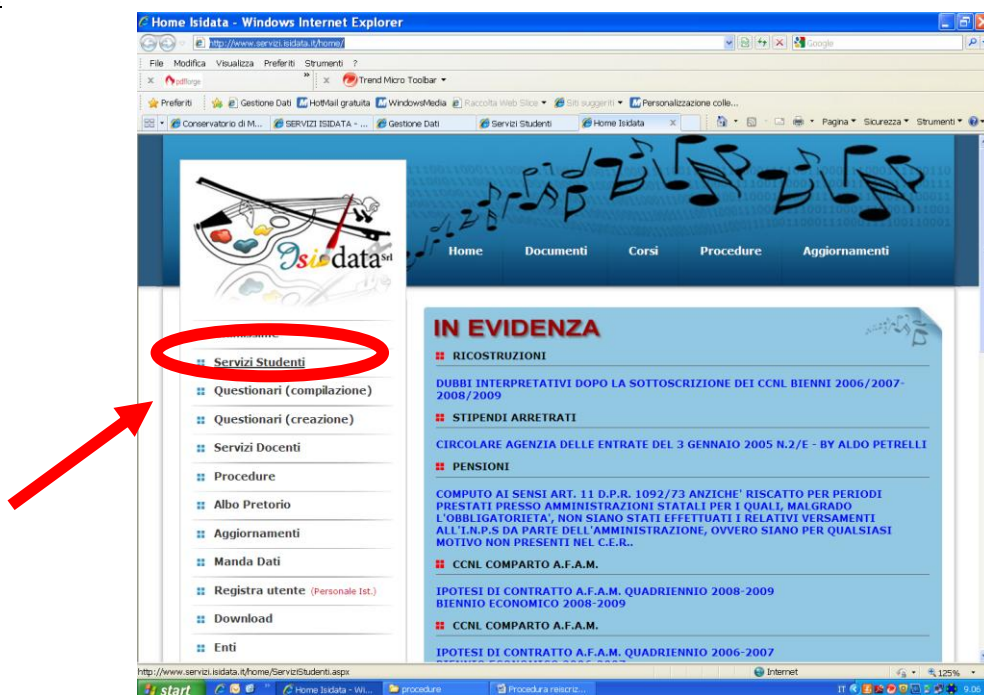 Home Isidata - Windows Internet Explorer
http://www.servizi.isidata.it/home/
Google
File Modifica Visualizza Preferiti Strumenti ?
x pdfforge » x Trend Micro Toolbar
Preferiti Gestione Dati HotMail gratuita WindowsMedia Raccolta Web Slice Siti suggeriti Personalizzazione colle...
Conservatorio di M... SERVIZI ISIDATA - ... Gestione Dati Servizi Studenti Home Isidata x Pagina Sicurezza Strumenti
Isidata srl
Home Documenti Corsi Procedure Aggiornamenti
Servizi Studenti
Questionari (compilazione)
Questionari (creazione)
Servizi Docenti
Procedure
Albo Pretorio
Aggiornamenti
Manda Dati
Registra utente (Personale Ist.)
Download
Enti
IN EVIDENZA
RICOSTRUZIONI
DUBBI INTERPRETATIVI DOPO LA SOTTOSCRIZIONE DEI CCNL BIENNI 2006/2007-
2008/2009
STIPENDI ARRETRATI
CIRCOLARE AGENZIA DELLE ENTRATE DEL 3 GENNAIO 2005 N.2/E - BY ALDO PETRELLI
PENSIONI
COMPUTO AI SENSI ART. 11 D.P.R. 1092/73 ANZICHE' RISCATTO PER PERIODI
PRESTATI PRESSO AMMINISTRAZIONI STATALI PER I QUALI, MALGRADO
L'OBBLIGATORIETA', NON SIANO STATI EFFETTUATI I RELATIVI VERSAMENTI
ALL'I.N.P.S DA PARTE DELL'AMMINISTRAZIONE, OVVERO SIANO PER QUALSIASI
MOTIVO NON PRESENTI NEL C.E.R..
CCNL COMPARTO A.F.A.M.
IPOTESI DI CONTRATTO A.F.A.M. QUADRIENNIO 2008-2009
BIENNIO ECONOMICO 2008-2009
CCNL COMPARTO A.F.A.M.
IPOTESI DI CONTRATTO A.F.A.M. QUADRIENNIO 2006-2007
http://www.servizi.isidata.it/home/ServiziStudenti.aspx Internet 125%
start Home Isidata - Wi... procedure Procedura reiscriz... IT 9.06